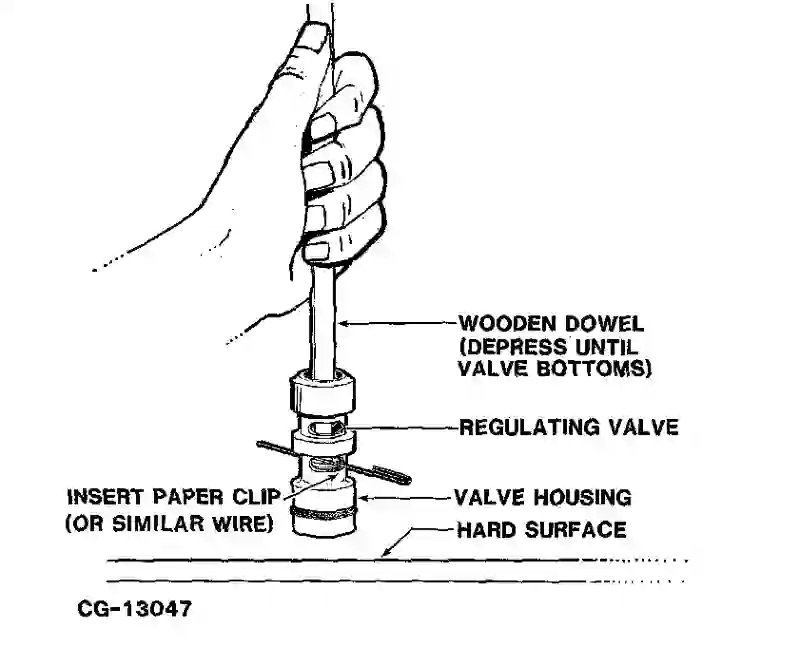 WOODEN DOWEL
(DEPRESS UNTIL
VALVE BOTTOMS)
REGULATING VALVE
INSERT PAPER CLIP
(OR SIMILAR WIRE)
VALVE HOUSING
HARD SURFACE
CG-13047